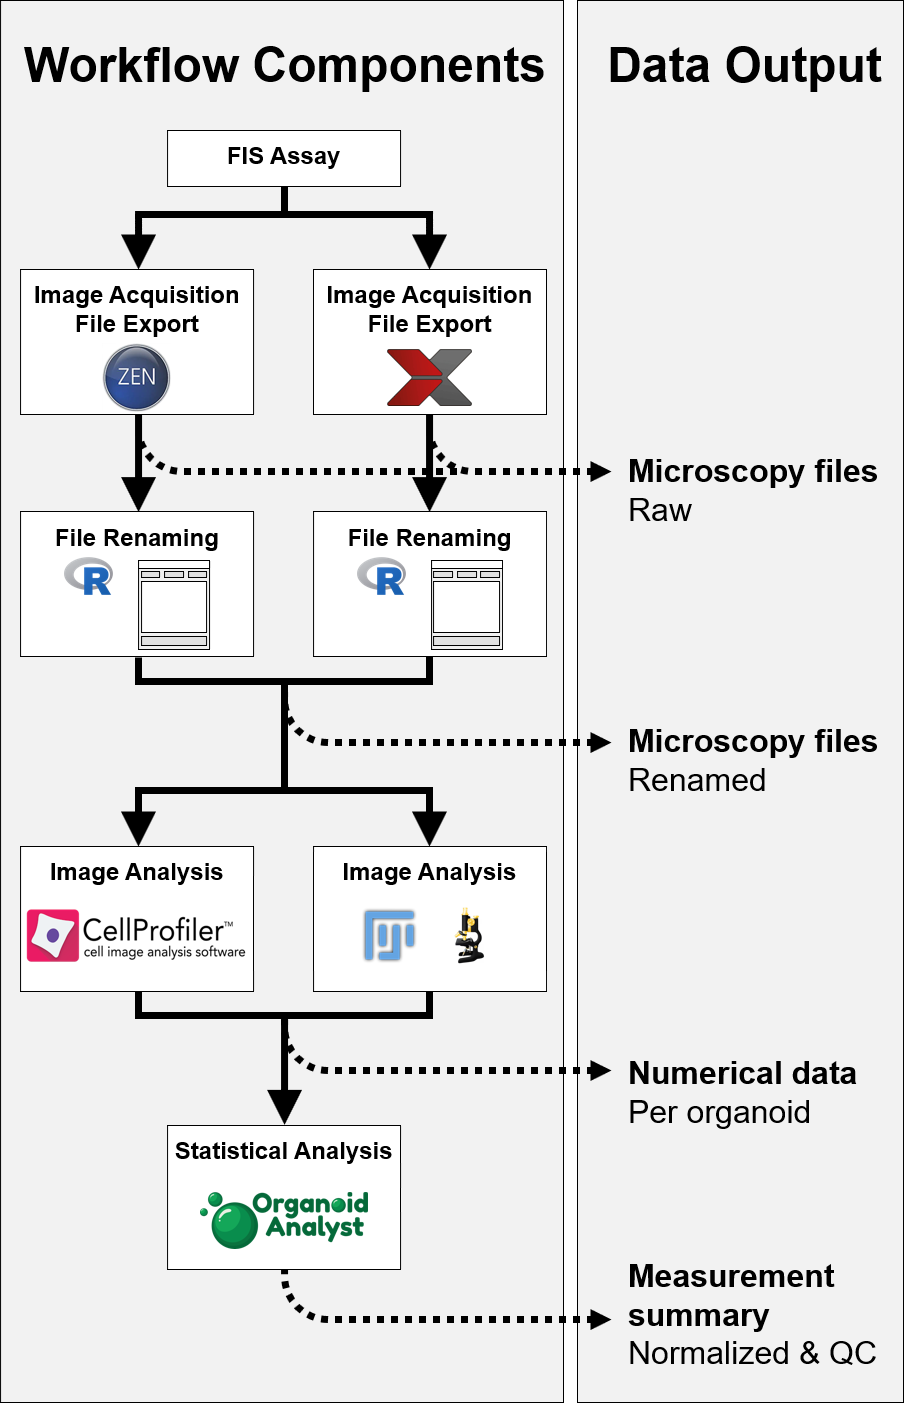 Workflow Components
Data Output
FIS Assay
Image Acquisition
File Export
ZEN
Image Acquisition
File Export
Microscopy files
Raw
File Renaming
R
File Renaming
R
Microscopy files
Renamed
Image Analysis
CellProfiler™
cell image analysis software
Image Analysis
Numerical data
Per organoid
Statistical Analysis
Organoid
Analyst
Measurement
summary
Normalized & QC